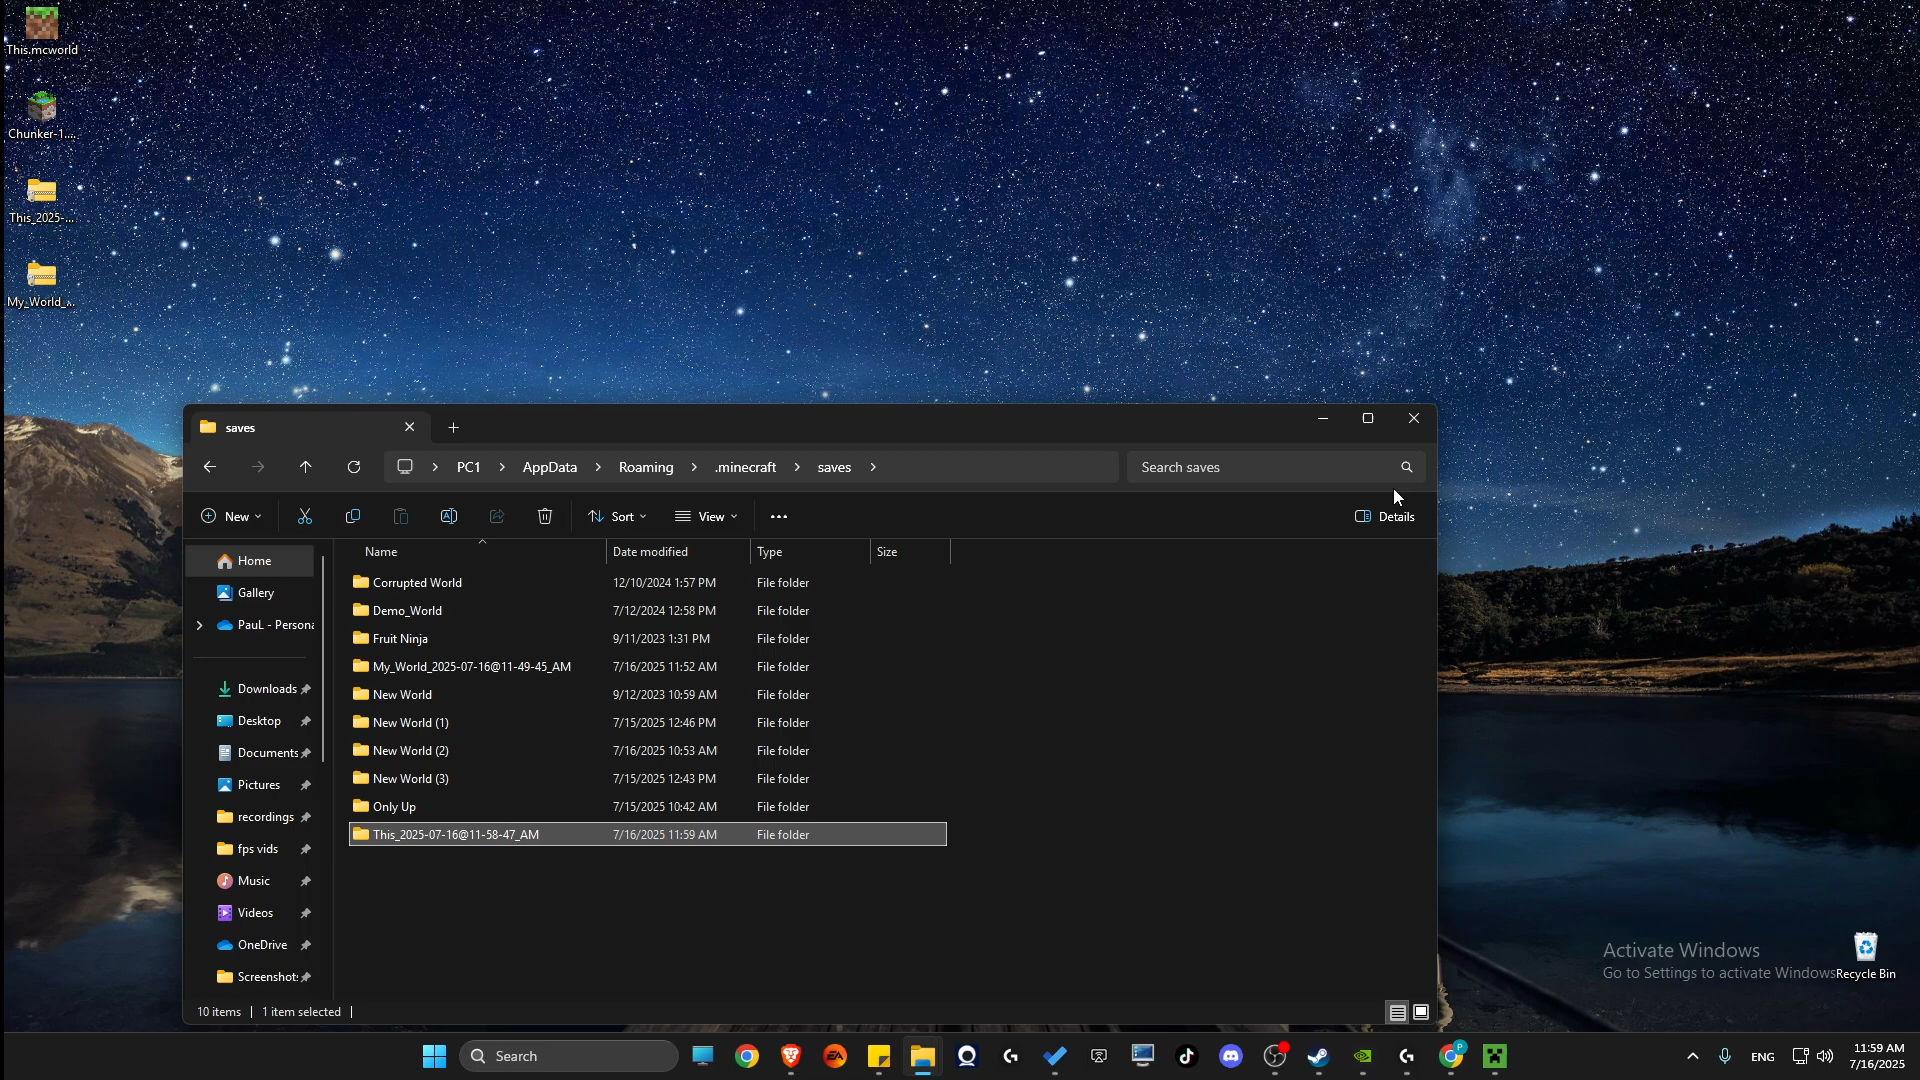 This.mcworld
Chunker-1....
This_2025-...
My_World_...
saves
PC1 AppData Roaming .minecraft saves
Search saves
New
Sort
View
Details
Name Date modified Type Size
Home
Gallery
PauL - Persona
Downloads
Desktop
Documents
Pictures
recordings
fps vids
Music
Videos
OneDrive
Screenshots
Corrupted World 12/10/2024 1:57 PM File folder
Demo_World 7/12/2024 12:58 PM File folder
Fruit Ninja 9/11/2023 1:31 PM File folder
My_World_2025-07-16@11-49-45_AM 7/16/2025 11:52 AM File folder
New World 9/12/2023 10:59 AM File folder
New World (1) 7/15/2025 12:46 PM File folder
New World (2) 7/16/2025 10:53 AM File folder
New World (3) 7/15/2025 12:43 PM File folder
Only Up 7/15/2025 10:42 AM File folder
This_2025-07-16@11-58-47_AM 7/16/2025 11:59 AM File folder
10 items 1 item selected
Activate Windows
Go to Settings to activate Windows.
Recycle Bin
Search
EA
P
ENG
11:59 AM
7/16/2025